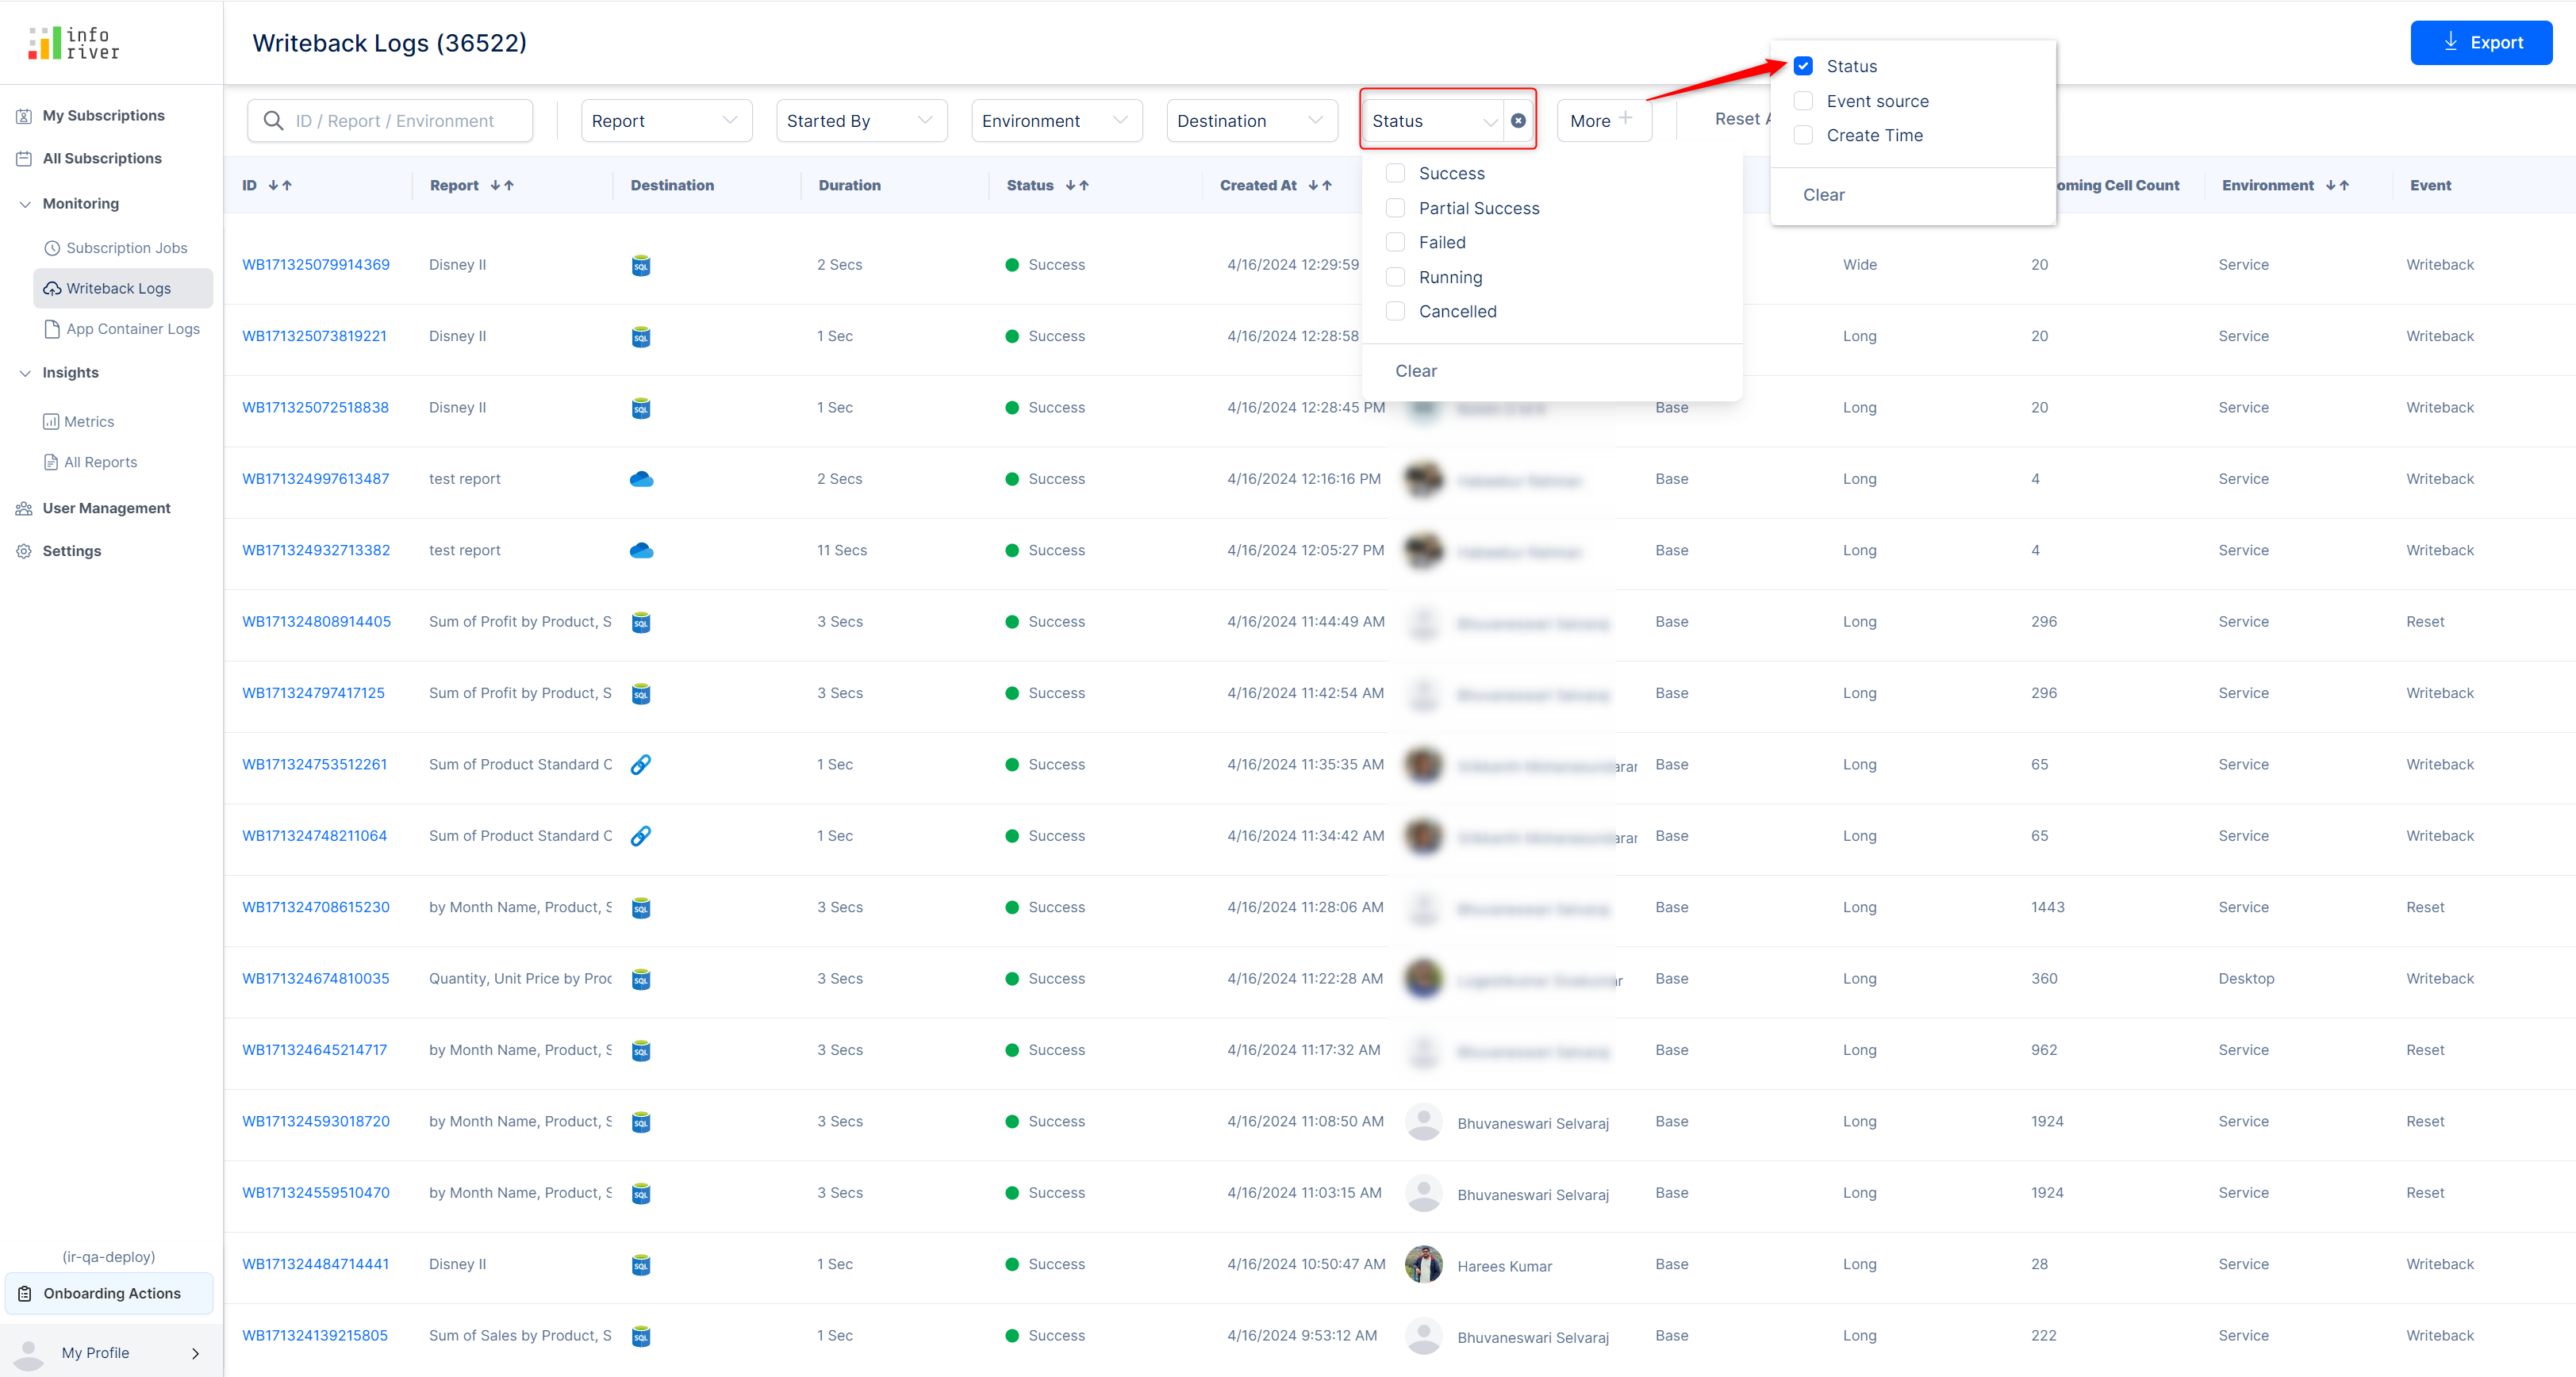 info
river
Writeback Logs (36522)
Export
Status
Event source
Create Time
Clear
My Subscriptions
All Subscriptions
Monitoring
Subscription Jobs
Writeback Logs
App Container Logs
Insights
Metrics
All Reports
User Management
Settings
(ir-qa-deploy)
Onboarding Actions
My Profile
ID / Report / Environment
Report
Started By
Environment
Destination
Status
More
Reset A
Success
Partial Success
Failed
Running
Cancelled
Clear
ID Report Destination Duration Status Created At oming Cell Count Environment Event
WB171325079914369 Disney II SQL 2 Secs Success 4/16/2024 12:29:59 Wide 20 Service Writeback
WB171325073819221 Disney II SQL 1 Sec Success 4/16/2024 12:28:58 Long 20 Service Writeback
WB171325072518838 Disney II SQL 1 Sec Success 4/16/2024 12:28:45 PM Base Long 20 Service Writeback
WB171324997613487 test report 2 Secs Success 4/16/2024 12:16:16 PM Base Long 4 Service Writeback
WB171324932713382 test report 11 Secs Success 4/16/2024 12:05:27 PM Base Long 4 Service Writeback
WB171324808914405 Sum of Profit by Product, S SQL 3 Secs Success 4/16/2024 11:44:49 AM Base Long 296 Service Reset
WB171324797417125 Sum of Profit by Product, S SQL 3 Secs Success 4/16/2024 11:42:54 AM Base Long 296 Service Writeback
WB171324753512261 Sum of Product Standard C 1 Sec Success 4/16/2024 11:35:35 AM arar Base Long 65 Service Writeback
WB171324748211064 Sum of Product Standard C 1 Sec Success 4/16/2024 11:34:42 AM arar Base Long 65 Service Writeback
WB171324708615230 by Month Name, Product, S SQL 3 Secs Success 4/16/2024 11:28:06 AM Base Long 1443 Service Reset
WB171324674810035 Quantity, Unit Price by Proc SQL 3 Secs Success 4/16/2024 11:22:28 AM Base Long 360 Desktop Writeback
WB171324645214717 by Month Name, Product, S SQL 3 Secs Success 4/16/2024 11:17:32 AM Base Long 962 Service Reset
WB171324593018720 by Month Name, Product, S SQL 3 Secs Success 4/16/2024 11:08:50 AM Bhuvaneswari Selvaraj Base Long 1924 Service Reset
WB171324559510470 by Month Name, Product, S SQL 3 Secs Success 4/16/2024 11:03:15 AM Bhuvaneswari Selvaraj Base Long 1924 Service Reset
WB171324484714441 Disney II SQL 1 Sec Success 4/16/2024 10:50:47 AM Harees Kumar Base Long 28 Service Writeback
WB171324139215805 Sum of Sales by Product, S SQL 1 Sec Success 4/16/2024 9:53:12 AM Bhuvaneswari Selvaraj Base Long 222 Service Writeback